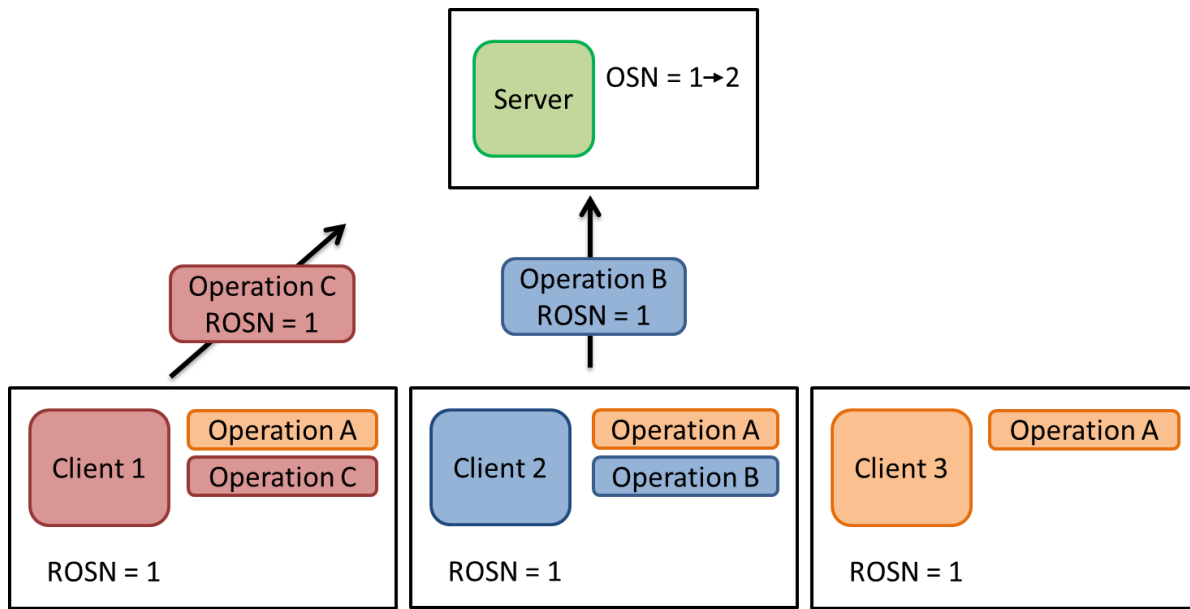 Server
OSN = 1→2
Operation C
ROSN = 1
Operation B
ROSN = 1
Client 1
Operation A
Operation C
ROSN = 1
Client 2
Operation A
Operation B
ROSN = 1
Client 3
Operation A
ROSN = 1